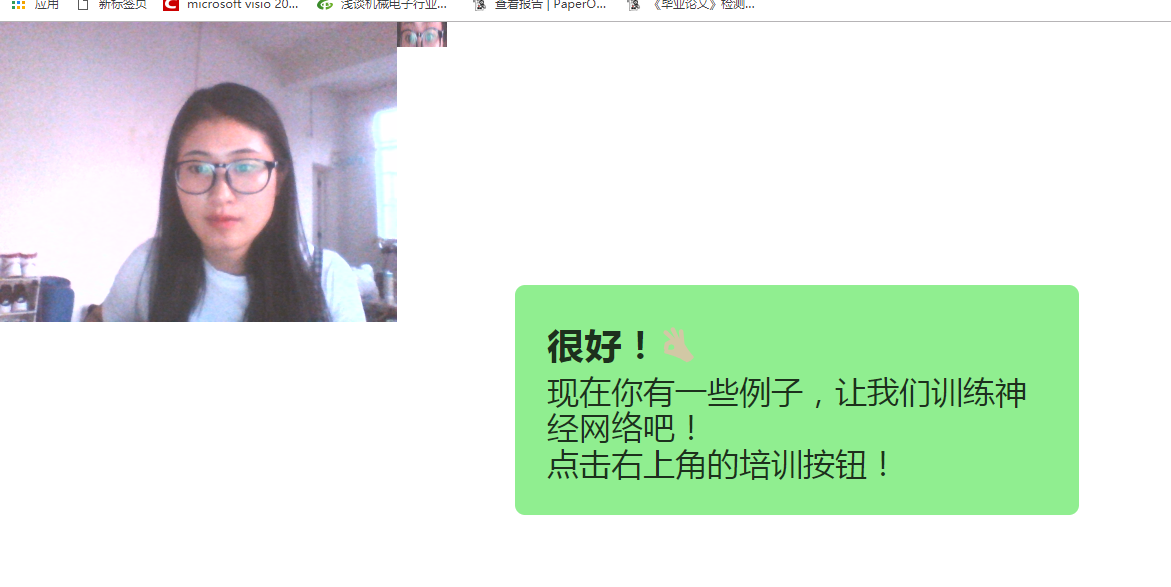 应用 新标签页 microsoft visio 20... 浅谈机械电子行业... 查看报告 | PaperO... 《毕业论文》检测...
很好！👌
现在你有一些例子，让我们训练神
经网络吧！
点击右上角的培训按钮！